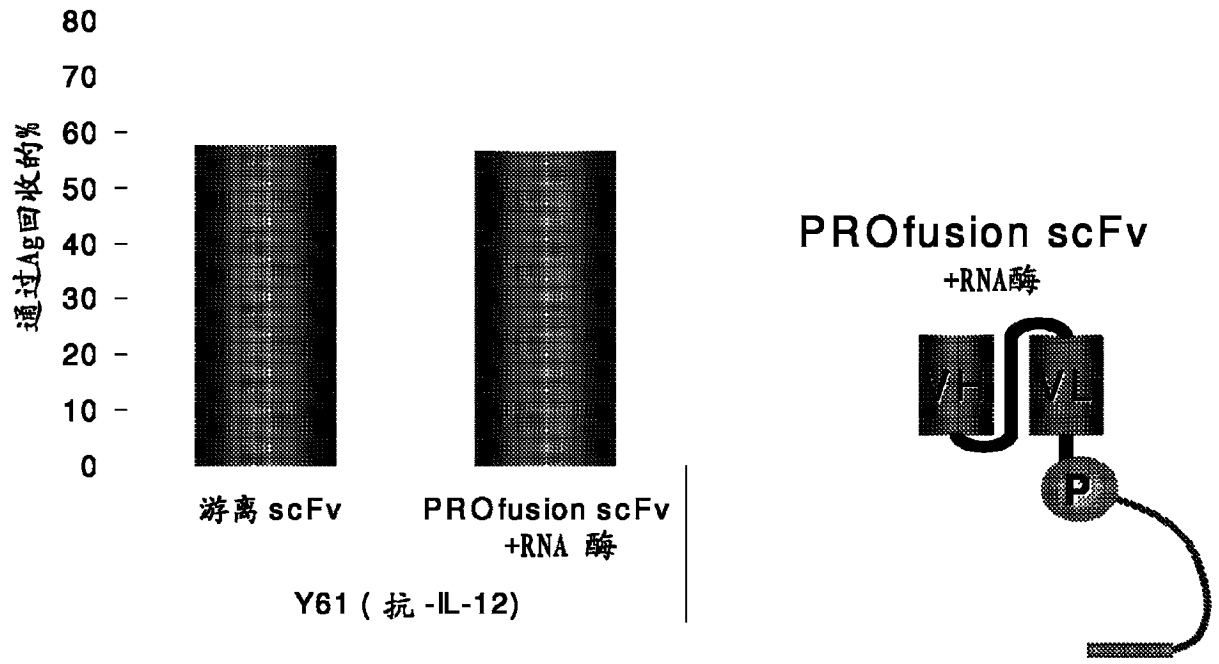 通过Ag回收的%
80
70
60
50
40
30
20
10
0
游离 scFv
PROfusion scFv
+RNA 酶
Y61 ( 抗 -IL-12)
PROfusion scFv
+RNA酶
VH
VL
P